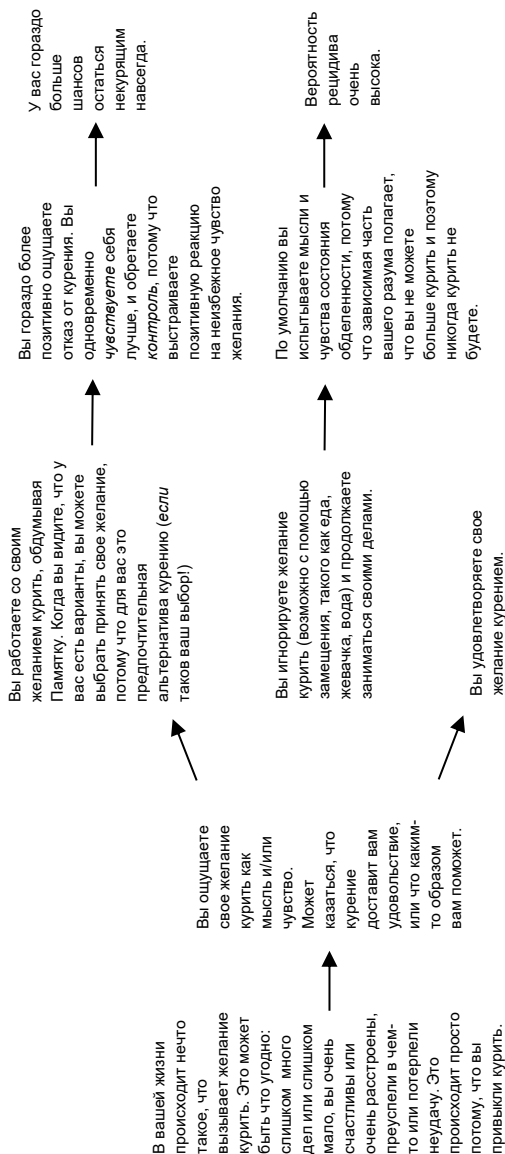 В вашей жизни
происходит нечто
такое, что
вызывает желание
курить. Это может
быть что угодно:
слишком много
дел или слишком
мало, вы очень
счастливы или
очень расстроены,
преуспели в чем-
то или потерпели
неудачу. Это
происходит просто
потому, что вы
привыкли курить.
Вы ощущаете
свое желание
курить как
мысль и/или
чувство.
Может
казаться, что
курение
доставит вам
удовольствие,
или что каким-
то образом
вам поможет.
Вы работаете со своим
желанием курить, обдумывая
Памятку. Когда вы видите, что у
вас есть варианты, вы можете
выбрать принять свое желание,
потому что для вас это
предпочтительная
альтернатива курению (если
таков ваш выбор!)
Вы гораздо более
позитивно ощущаете
отказ от курения. Вы
одновременно
чувствуете себя
лучше, и обретаете
контроль, потому что
выстраиваете
позитивную реакцию
на неизбежное чувство
желания.
У вас гораздо
больше
шансов
остаться
некурящим
навсегда.
Вы игнорируете желание
курить (возможно с помощью
замещения, такого как еда,
жевачка, вода) и продолжаете
заниматься своими делами.
По умолчанию вы
испытываете мысли и
чувства состояния
обделенности, потому
что зависимая часть
вашего разума полагает,
что вы не можете
больше курить и поэтому
никогда курить не
будете.
Вероятность
рецидива
очень
высока.
Вы удовлетворяете свое
желание курением.